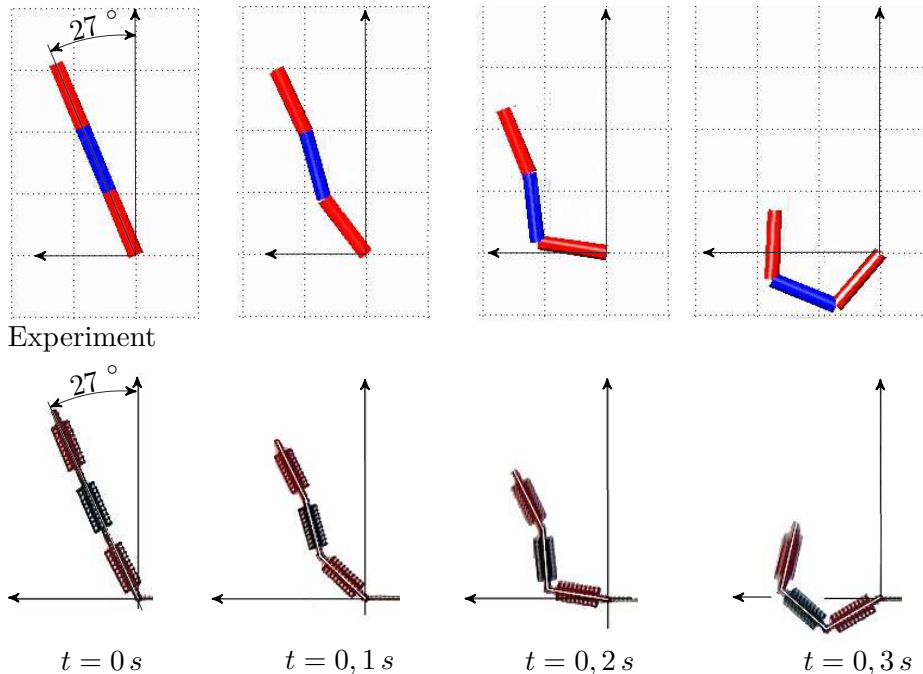 27 °
Experiment
27 °
t = 0 s
t = 0, 1 s
t = 0, 2 s
t = 0, 3 s